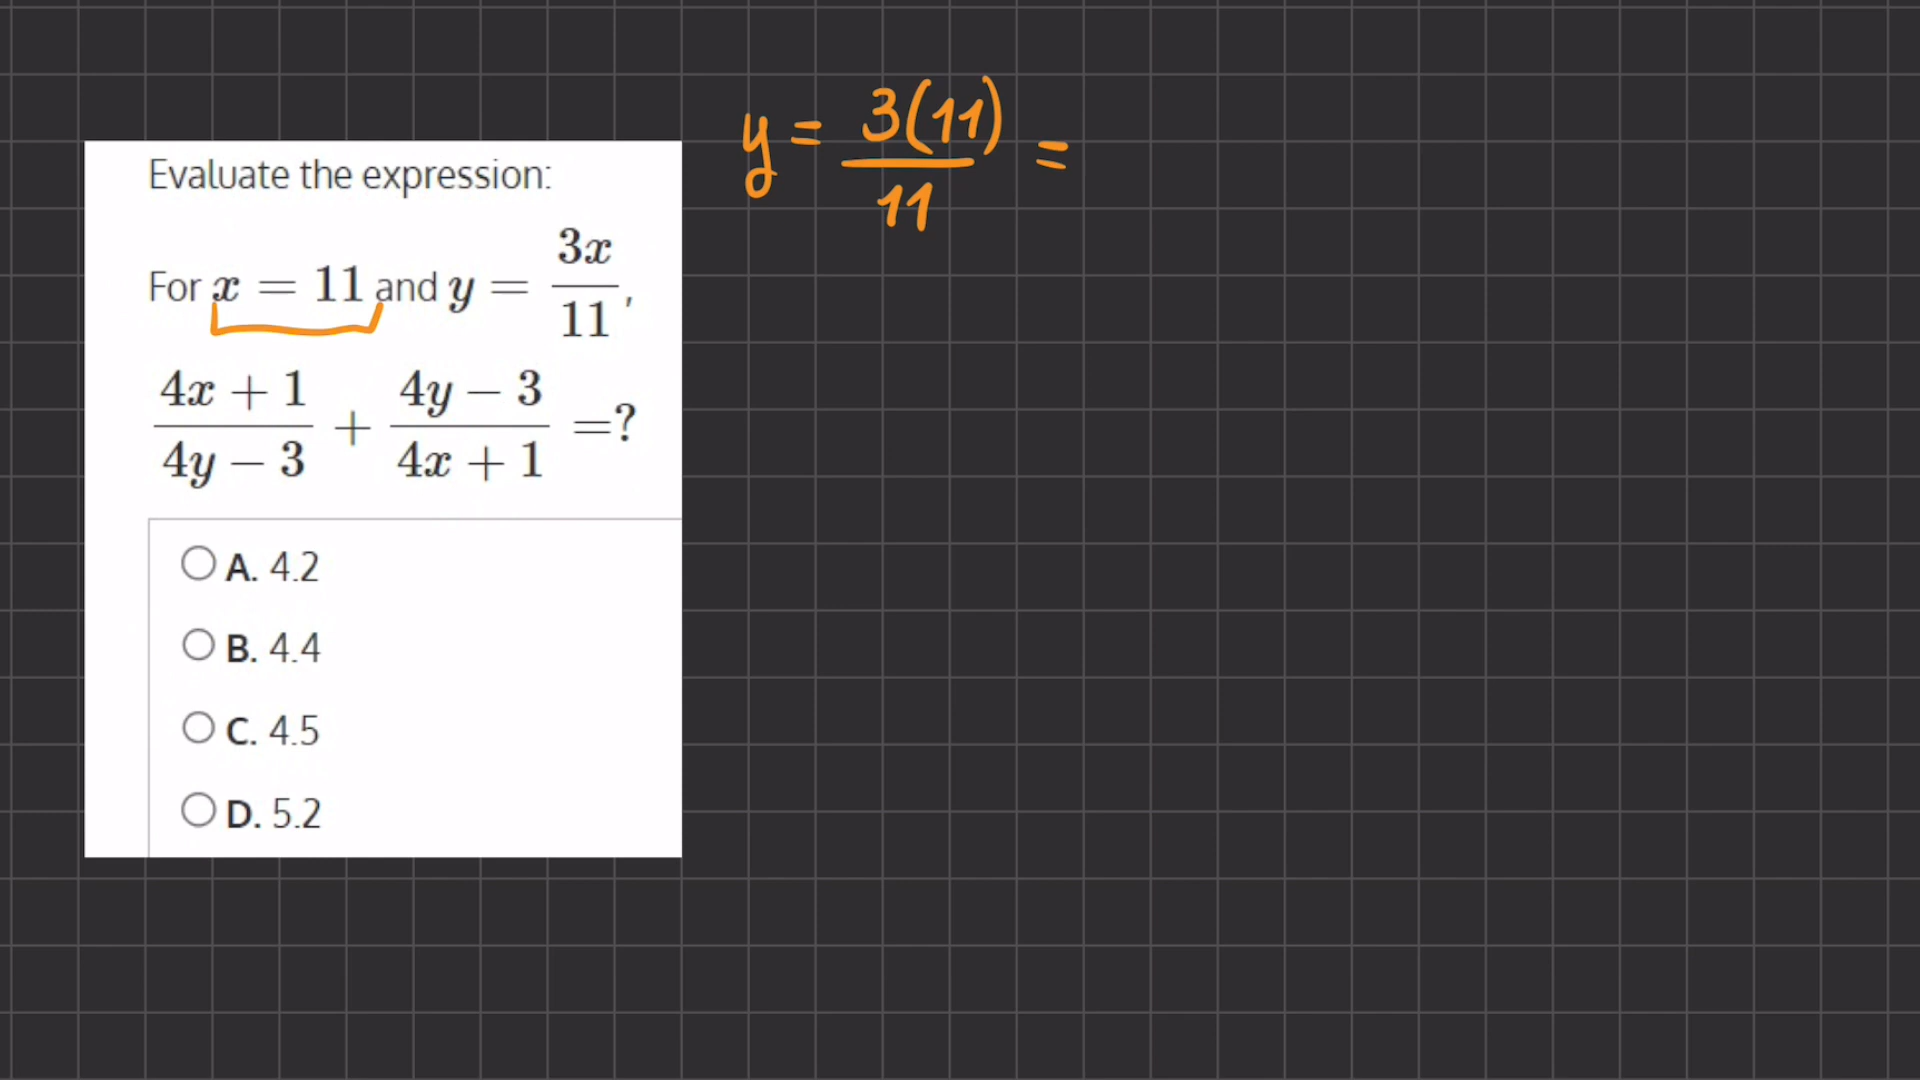 Evaluate the expression:
For x = 11 and y = 3x/11,
(4x + 1)/(4y − 3) + (4y − 3)/(4x + 1) =?
A. 4.2
B. 4.4
C. 4.5
D. 5.2
y = 3(11)/11 =